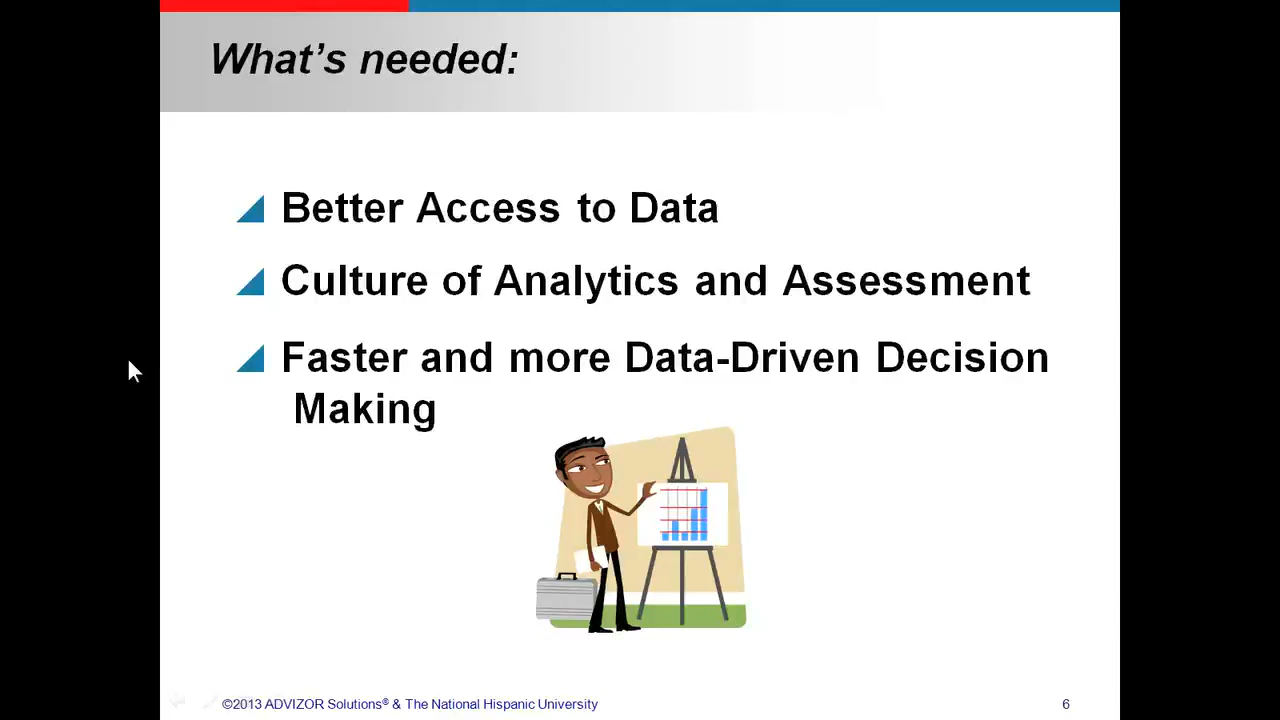 What's needed:
Better Access to Data
Culture of Analytics and Assessment
Faster and more Data-Driven Decision
Making
©2013 ADVIZOR Solutions® & The National Hispanic University
6